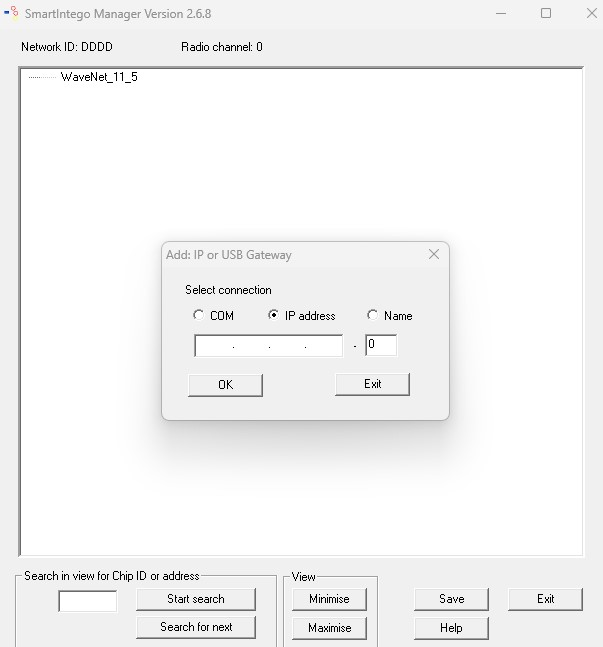 SmartIntego Manager Version 2.6.8
Network ID: DDDD Radio channel: 0
WaveNet_11_5
Add: IP or USB Gateway
Select connection
COM IP address Name
. . . - 0
OK Exit
Search in view for Chip ID or address
Start search
Search for next
View
Minimise
Maximise
Save Exit
Help